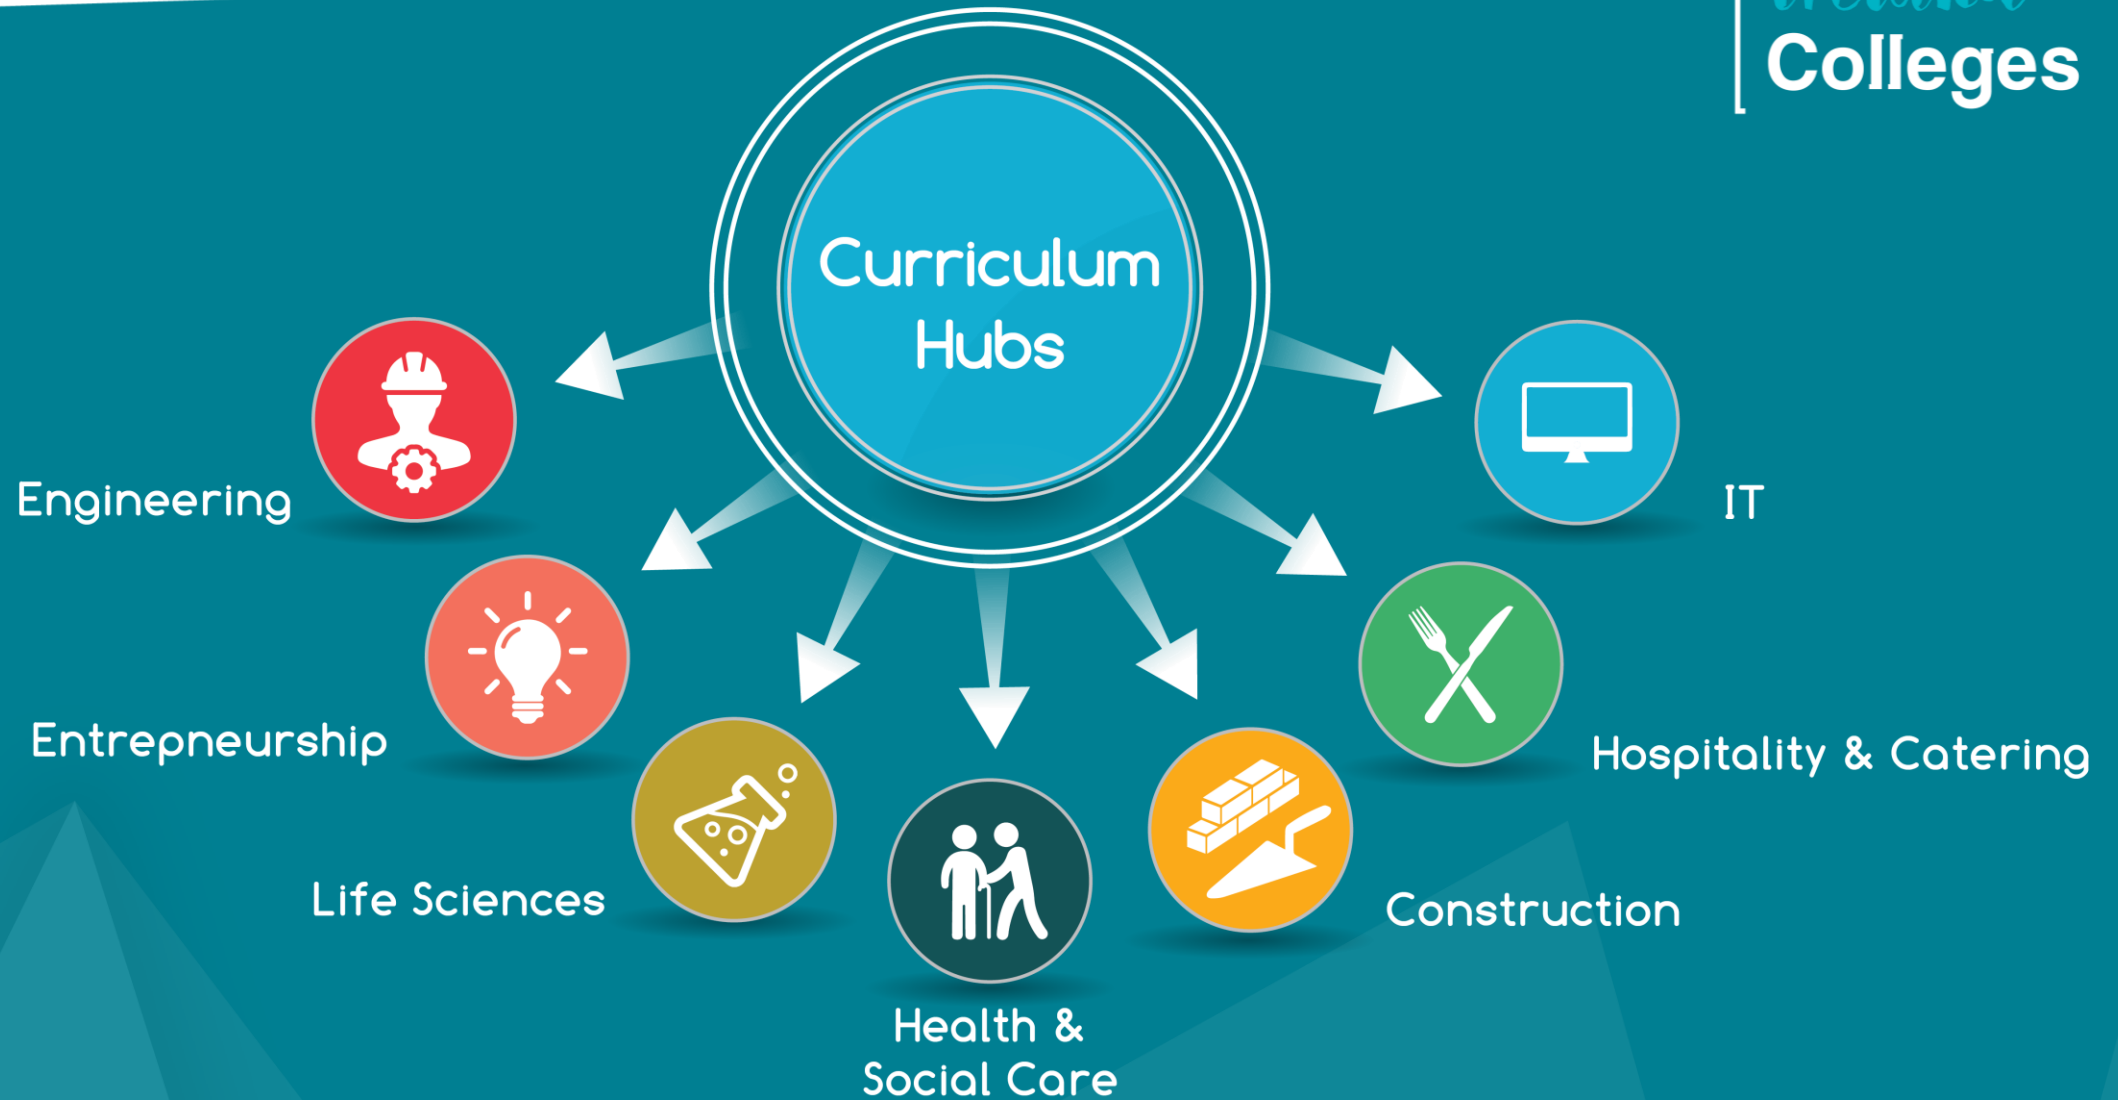 Colleges
Curriculum
Hubs
Engineering
IT
Entrepneurship
Hospitality & Catering
Life Sciences
Construction
Health &
Social Care